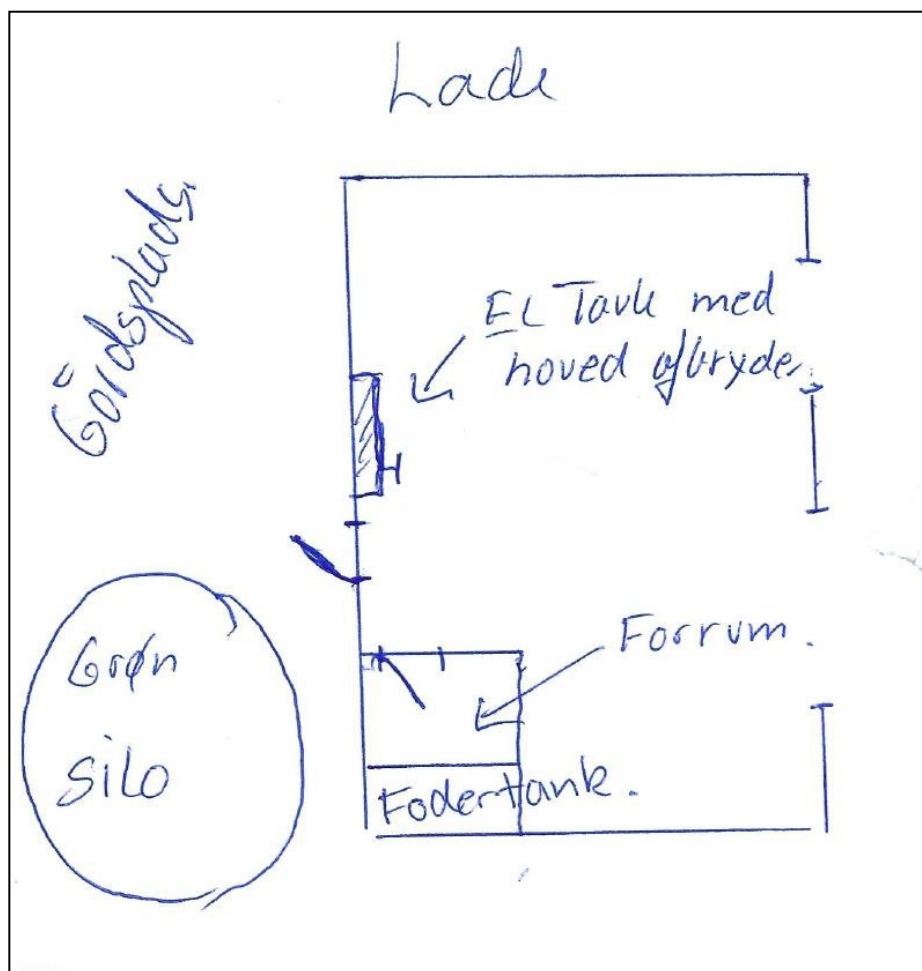 Lade
Gårdsplads.
EL Tavle med
hoved afbryder.
Forrum.
Grøn
Silo
Fodertank.